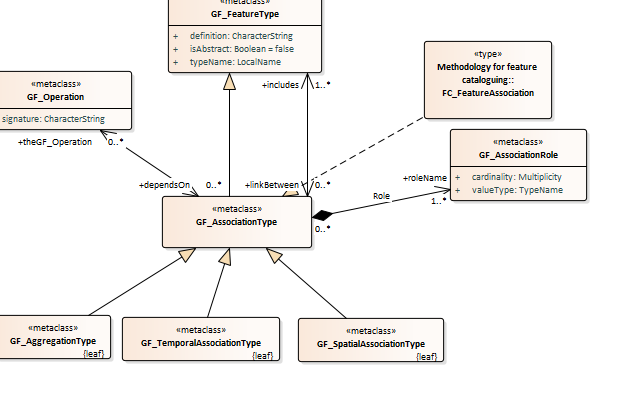 GF_FeatureType
+ definition: CharacterString
+ isAbstract: Boolean = false
+ typeName: LocalName
«type»
Methodology for feature
cataloguing::
FC_FeatureAssociation
«metaclass»
GF_Operation
signature: CharacterString
+includes
1..*
+theGF_Operation
0..*
«metaclass»
GF_AssociationRole
+ cardinality: Multiplicity
+ valueType: TypeName
+dependsOn
0..*
+linkBetween
0..*
+roleName
1..*
Role
«metaclass»
GF_AssociationType
0..*
«metaclass»
GF_AggregationType
{leaf}
«metaclass»
GF_TemporalAssociationType
{leaf}
«metaclass»
GF_SpatialAssociationType
{leaf}